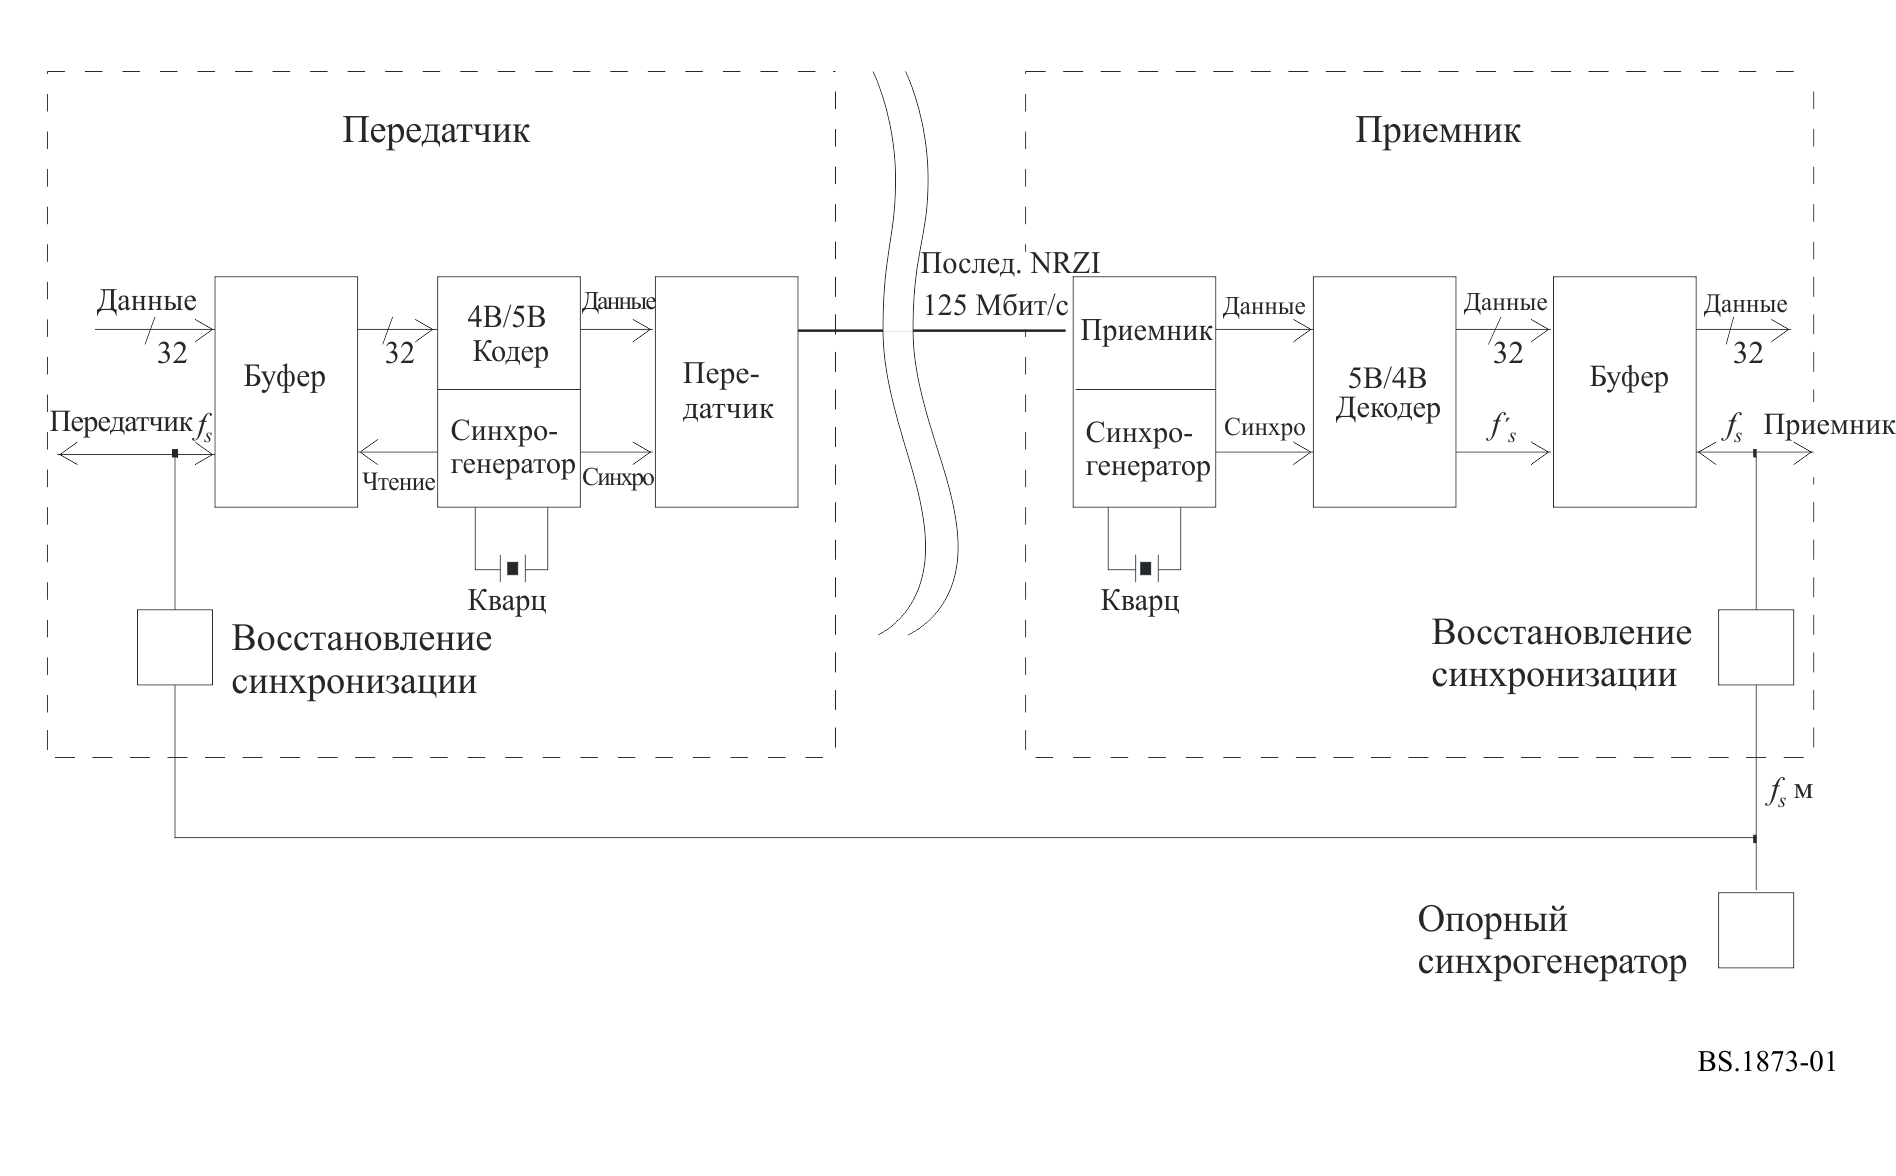 Передатчик
Приемник
Послед. NRZI
125 Мбит/с
Данные
32
Буфер
Передатчик fs
32
4B/5B
Кодер
Синхро-
генератор
Чтение
Данные
Синхро
Пере-
датчик
Кварц
Восстановление
синхронизации
Приемник
Синхро-
генератор
Данные
Синхро
Кварц
5B/4B
Декодер
Данные
32
f′s
Буфер
Данные
32
fs Приемник
Восстановление
синхронизации
fs м
Опорный
синхрогенератор
BS.1873-01